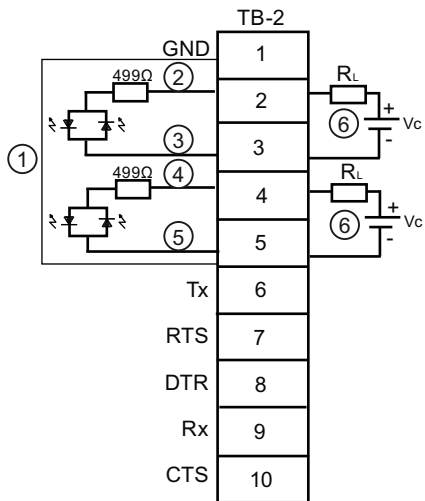 TB-2
GND 1
499Ω ② 2 RL ⑥ + Vc -
① ③ 3
499Ω ④ 4 RL ⑥ + Vc -
⑤ 5
Tx 6
RTS 7
DTR 8
Rx 9
CTS 10